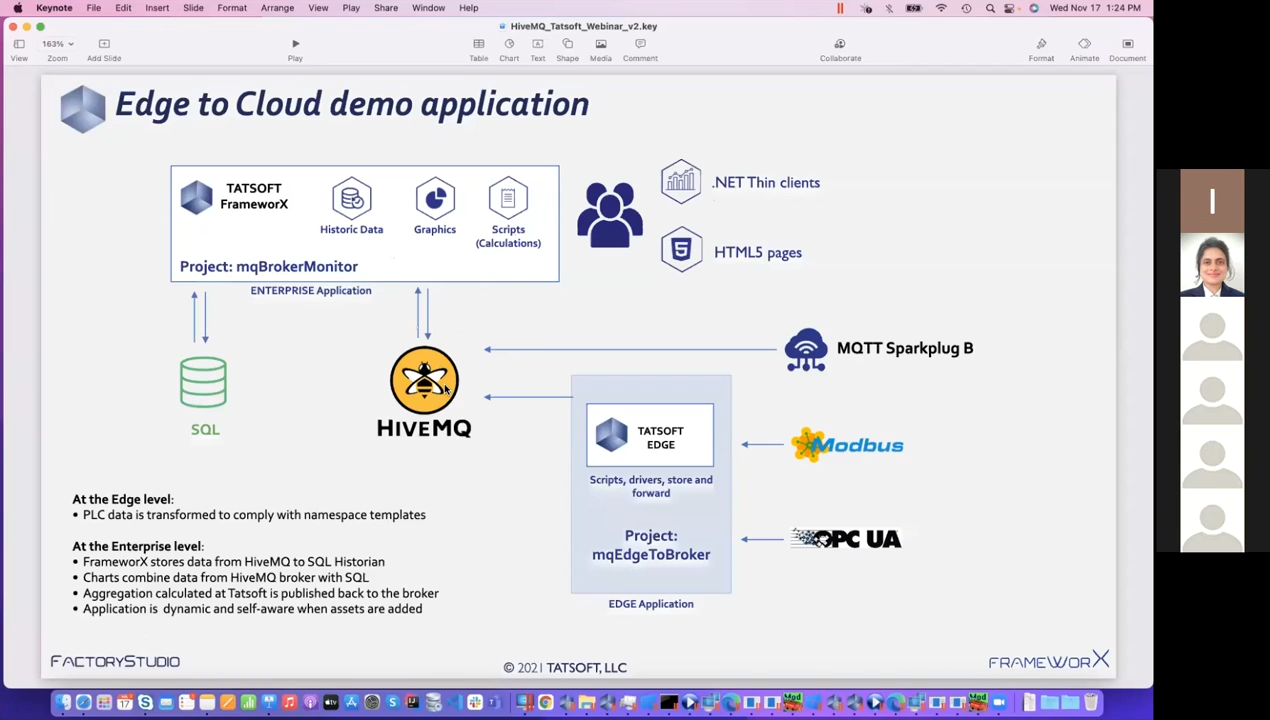 Keynote File Edit Insert Slide Format Arrange View Play Share Window Help
Wed Nov 17 1:24 PM
HiveMQ_Tatsoft_Webinar_v2.key
163%
View Zoom Add Slide Play Table Chart Text Shape Media Comment Collaborate Format Animate Document
Edge to Cloud demo application
TATSOFT
FrameworX
Historic Data
Graphics
Scripts
(Calculations)
Project: mqBrokerMonitor
ENTERPRISE Application
.NET Thin clients
5
HTML5 pages
SQL
HIVEMQ
MQTT Sparkplug B
TATSOFT
EDGE
Scripts, drivers, store and
forward
Project:
mqEdgeToBroker
EDGE Application
Modbus
OPC UA
At the Edge level:
• PLC data is transformed to comply with namespace templates
At the Enterprise level:
• FrameworX stores data from HiveMQ to SQL Historian
• Charts combine data from HiveMQ broker with SQL
• Aggregation calculated at Tatsoft is published back to the broker
• Application is dynamic and self-aware when assets are added
FACTORYSTUDIO
© 2021 TATSOFT, LLC
FRAMEWORX
I
17